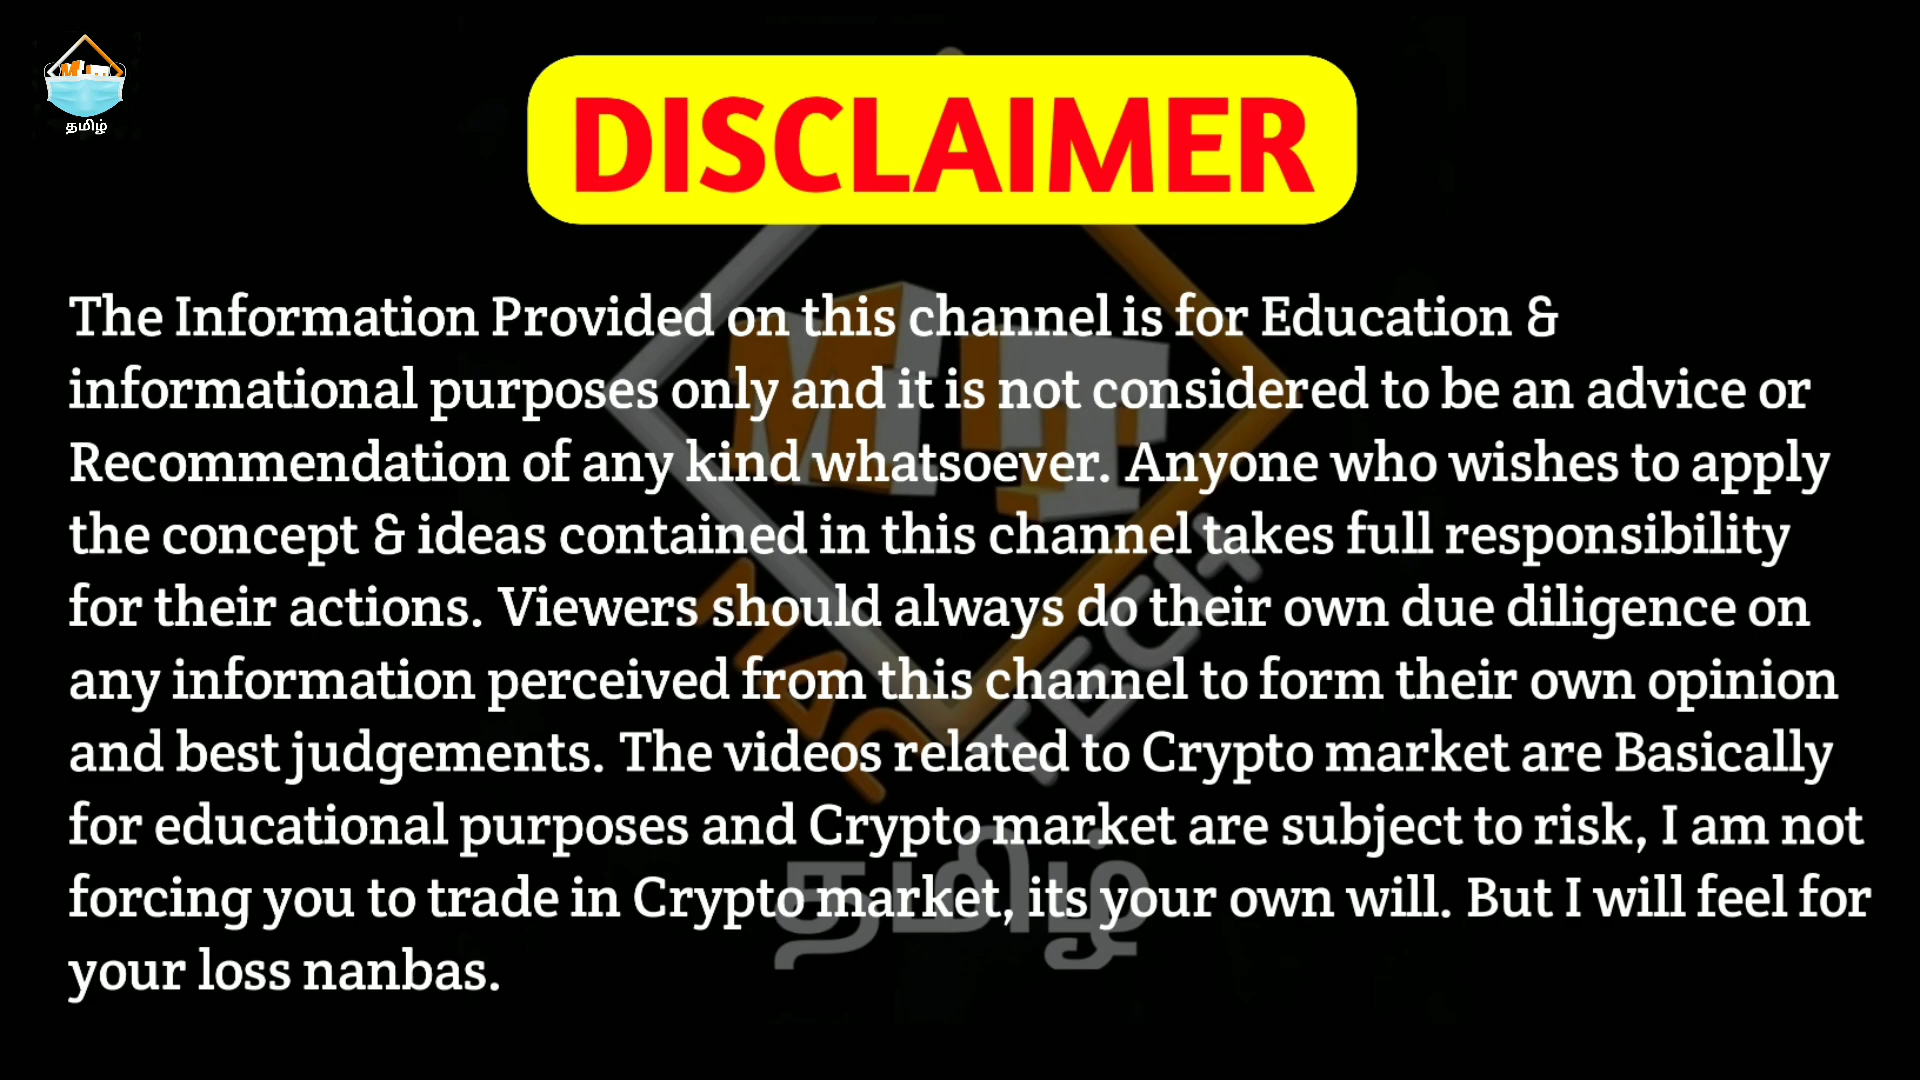 தமிழ்
DISCLAIMER
The Information Provided on this channel is for Education &
informational purposes only and it is not considered to be an advice or
Recommendation of any kind whatsoever. Anyone who wishes to apply
the concept & ideas contained in this channel takes full responsibility
for their actions. Viewers should always do their own due diligence on
any information perceived from this channel to form their own opinion
and best judgements. The videos related to Crypto market are Basically
for educational purposes and Crypto market are subject to risk, I am not
forcing you to trade in Crypto market, its your own will. But I will feel for
your loss nanbas.
MT
TECH
தமிழ்